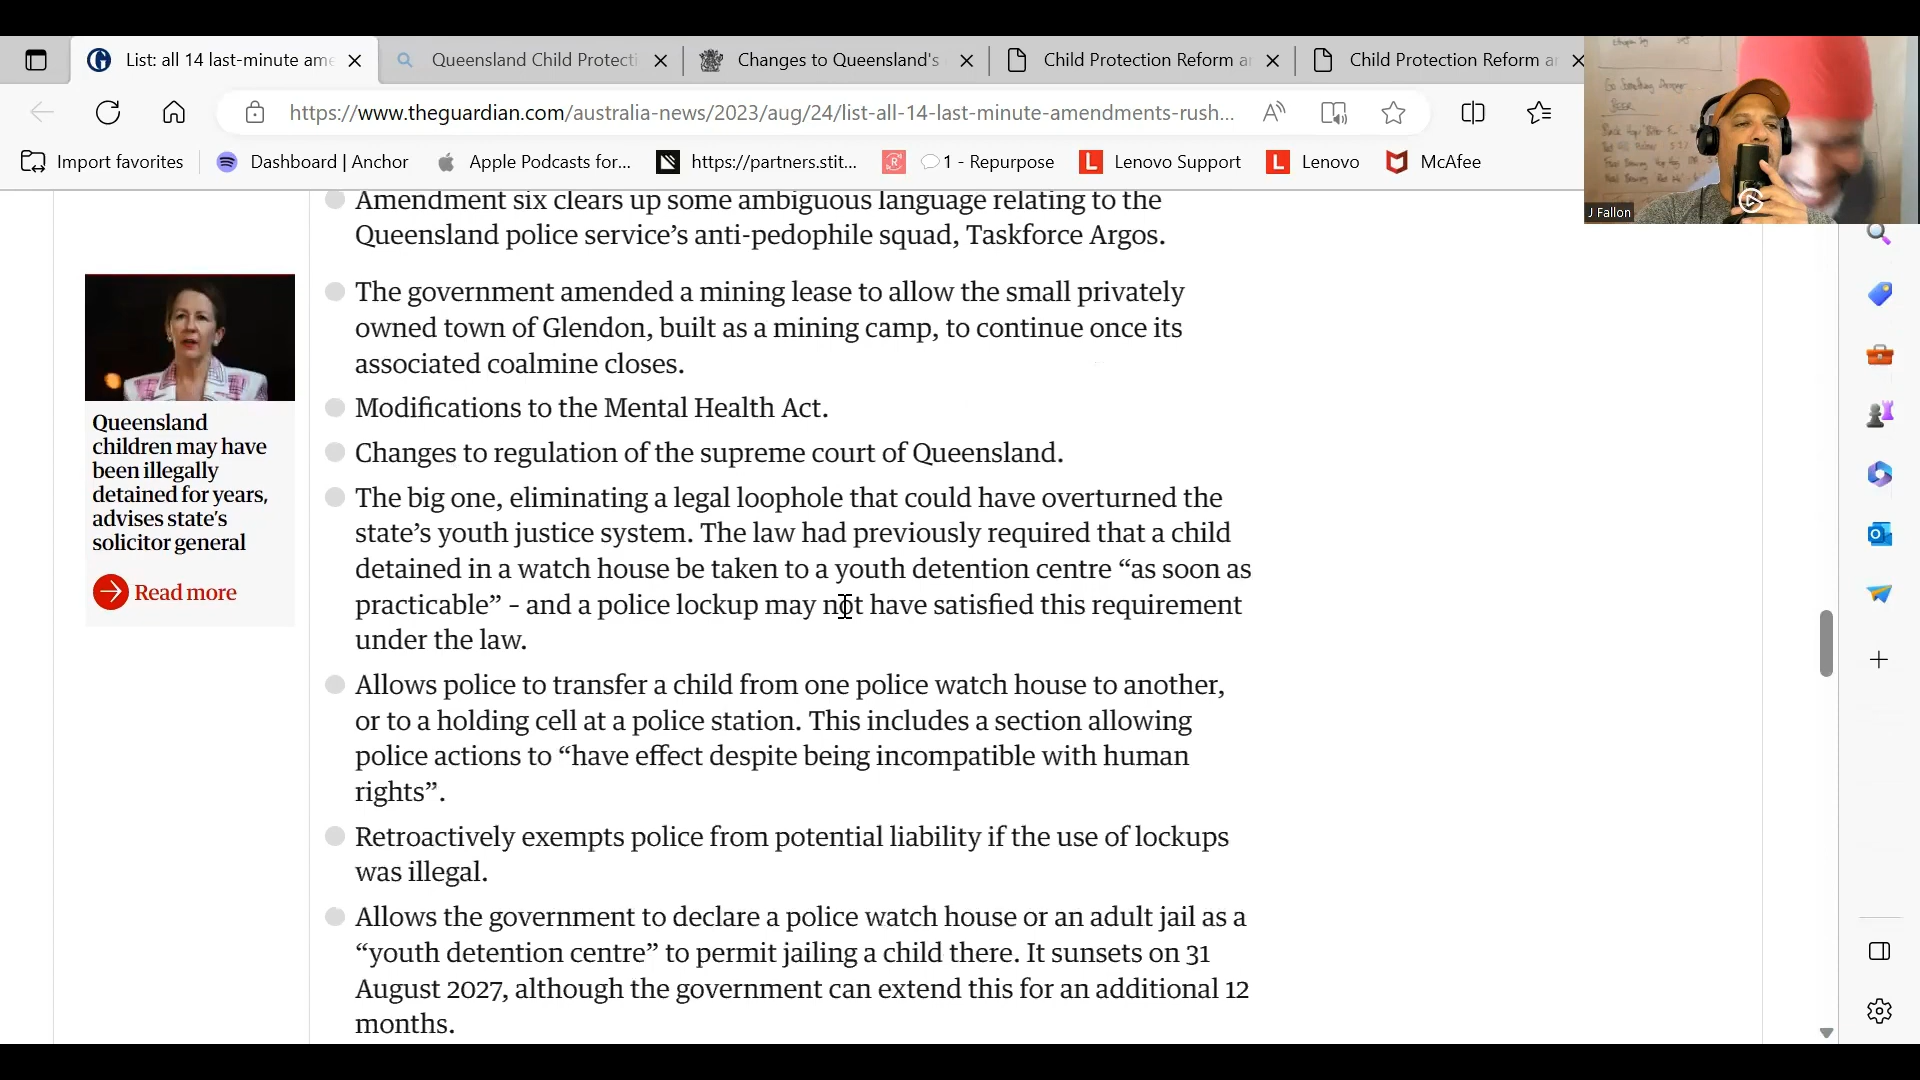 List: all 14 last-minute ame
Queensland Child Protecti
Changes to Queensland's
Child Protection Reform a
Child Protection Reform a
https://www.theguardian.com/australia-news/2023/aug/24/list-all-14-last-minute-amendments-rush...
Import favorites
Dashboard | Anchor
Apple Podcasts for...
https://partners.stit...
1 - Repurpose
Lenovo Support
Lenovo
McAfee
J Fallon
BEER
Amendment six clears up some ambiguous language relating to the
Queensland police service’s anti-pedophile squad, Taskforce Argos.
The government amended a mining lease to allow the small privately
owned town of Glendon, built as a mining camp, to continue once its
associated coalmine closes.
Modifications to the Mental Health Act.
Changes to regulation of the supreme court of Queensland.
The big one, eliminating a legal loophole that could have overturned the
state’s youth justice system. The law had previously required that a child
detained in a watch house be taken to a youth detention centre “as soon as
practicable” – and a police lockup may not have satisfied this requirement
under the law.
Allows police to transfer a child from one police watch house to another,
or to a holding cell at a police station. This includes a section allowing
police actions to “have effect despite being incompatible with human
rights”.
Retroactively exempts police from potential liability if the use of lockups
was illegal.
Allows the government to declare a police watch house or an adult jail as a
“youth detention centre” to permit jailing a child there. It sunsets on 31
August 2027, although the government can extend this for an additional 12
months.
Queensland
children may have
been illegally
detained for years,
advises state’s
solicitor general
Read more